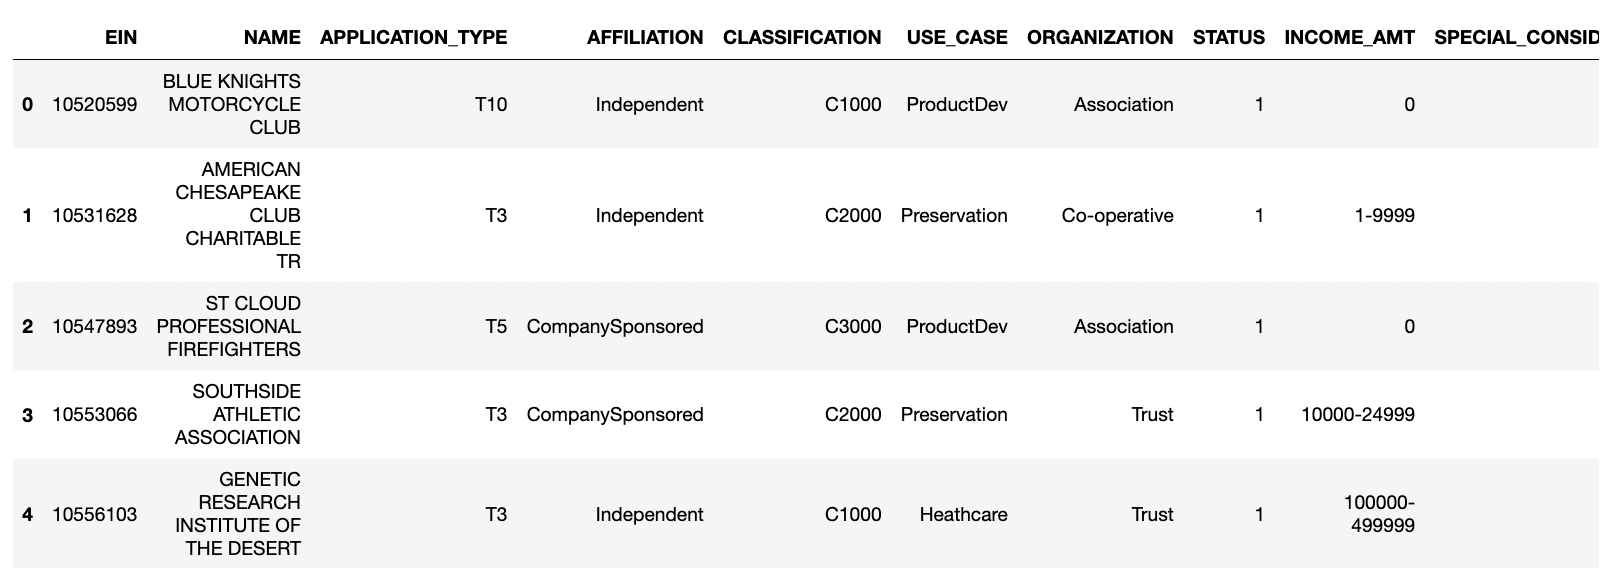 EIN NAME APPLICATION_TYPE AFFILIATION CLASSIFICATION USE_CASE ORGANIZATION STATUS INCOME_AMT SPECIAL_CONSID
0 10520599 BLUE KNIGHTS MOTORCYCLE CLUB T10 Independent C1000 ProductDev Association 1 0
1 10531628 AMERICAN CHESAPEAKE CLUB CHARITABLE TR T3 Independent C2000 Preservation Co-operative 1 1-9999
2 10547893 ST CLOUD PROFESSIONAL FIREFIGHTERS T5 CompanySponsored C3000 ProductDev Association 1 0
3 10553066 SOUTHSIDE ATHLETIC ASSOCIATION T3 CompanySponsored C2000 Preservation Trust 1 10000-24999
4 10556103 GENETIC RESEARCH INSTITUTE OF THE DESERT T3 Independent C1000 Heathcare Trust 1 100000-499999